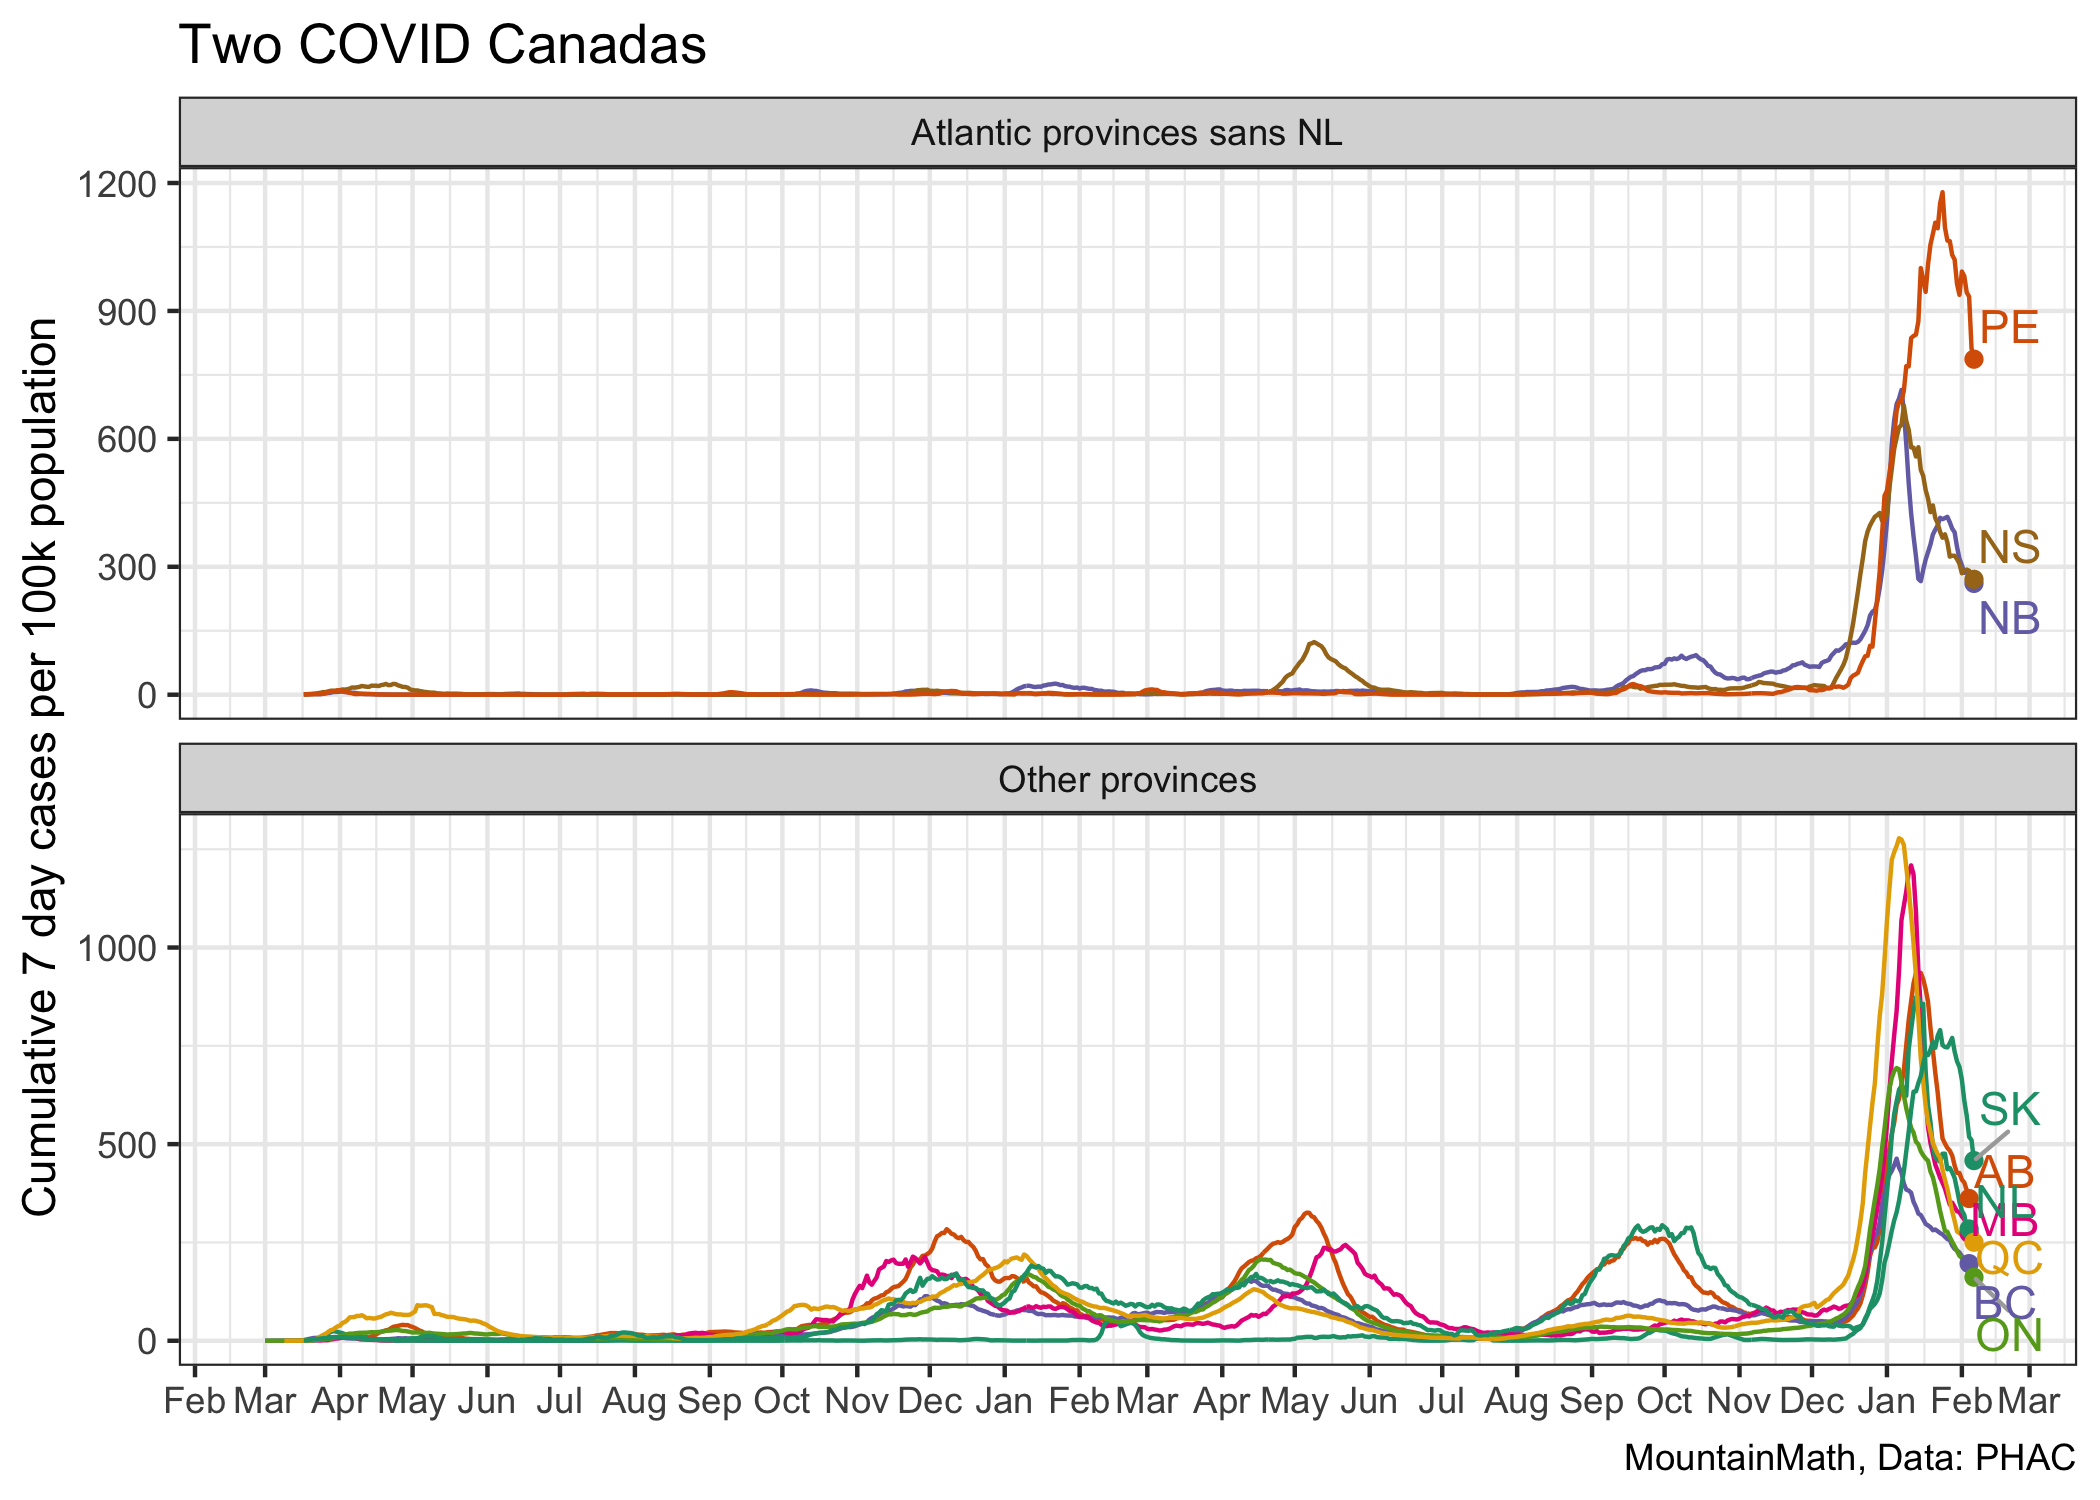 Two COVID Canadas
Atlantic provinces sans NL
1200
900
600
300
0
PE
NS
NB
Cumulative 7 day cases per 100k population
Other provinces
1000
500
0
SK
AB
NL
MB
QC
BC
ON
Feb Mar Apr May Jun Jul Aug Sep Oct Nov Dec Jan Feb Mar Apr May Jun Jul Aug Sep Oct Nov Dec Jan Feb Mar
MountainMath, Data: PHAC